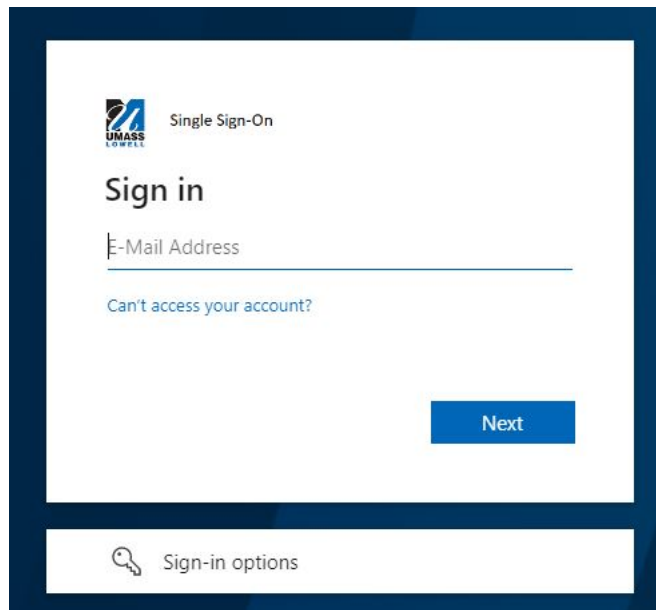 UMASS
LOWELL
Single Sign-On
Sign in
E-Mail Address
Can't access your account?
Next
Sign-in options